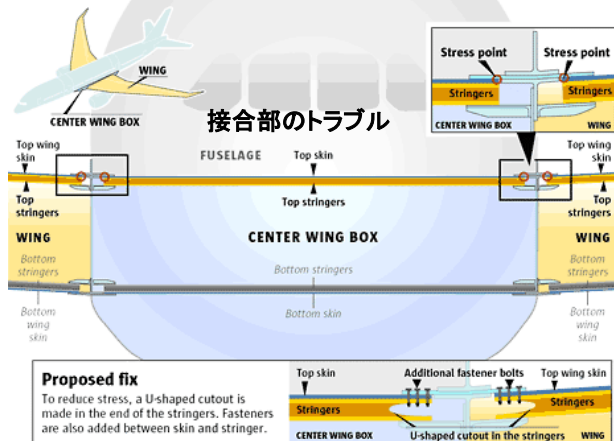 WING
CENTER WING BOX
接合部のトラブル
Stress point
Stress point
Stringers
Stringers
CENTER WING BOX
WING
Top wing
skin
FUSELAGE
Top skin
Top wing
skin
Top
stringers
Top stringers
Top
stringers
WING
CENTER WING BOX
WING
Bottom
stringers
Bottom stringers
Bottom
stringers
Bottom
wing
skin
Bottom skin
Bottom
wing
skin
Proposed fix
To reduce stress, a U-shaped cutout is
made in the end of the stringers. Fasteners
are also added between skin and stringer.
Top skin
Additional fastener bolts
Top wing skin
Stringers
Stringers
CENTER WING BOX
U-shaped cutout in the stringers
WING